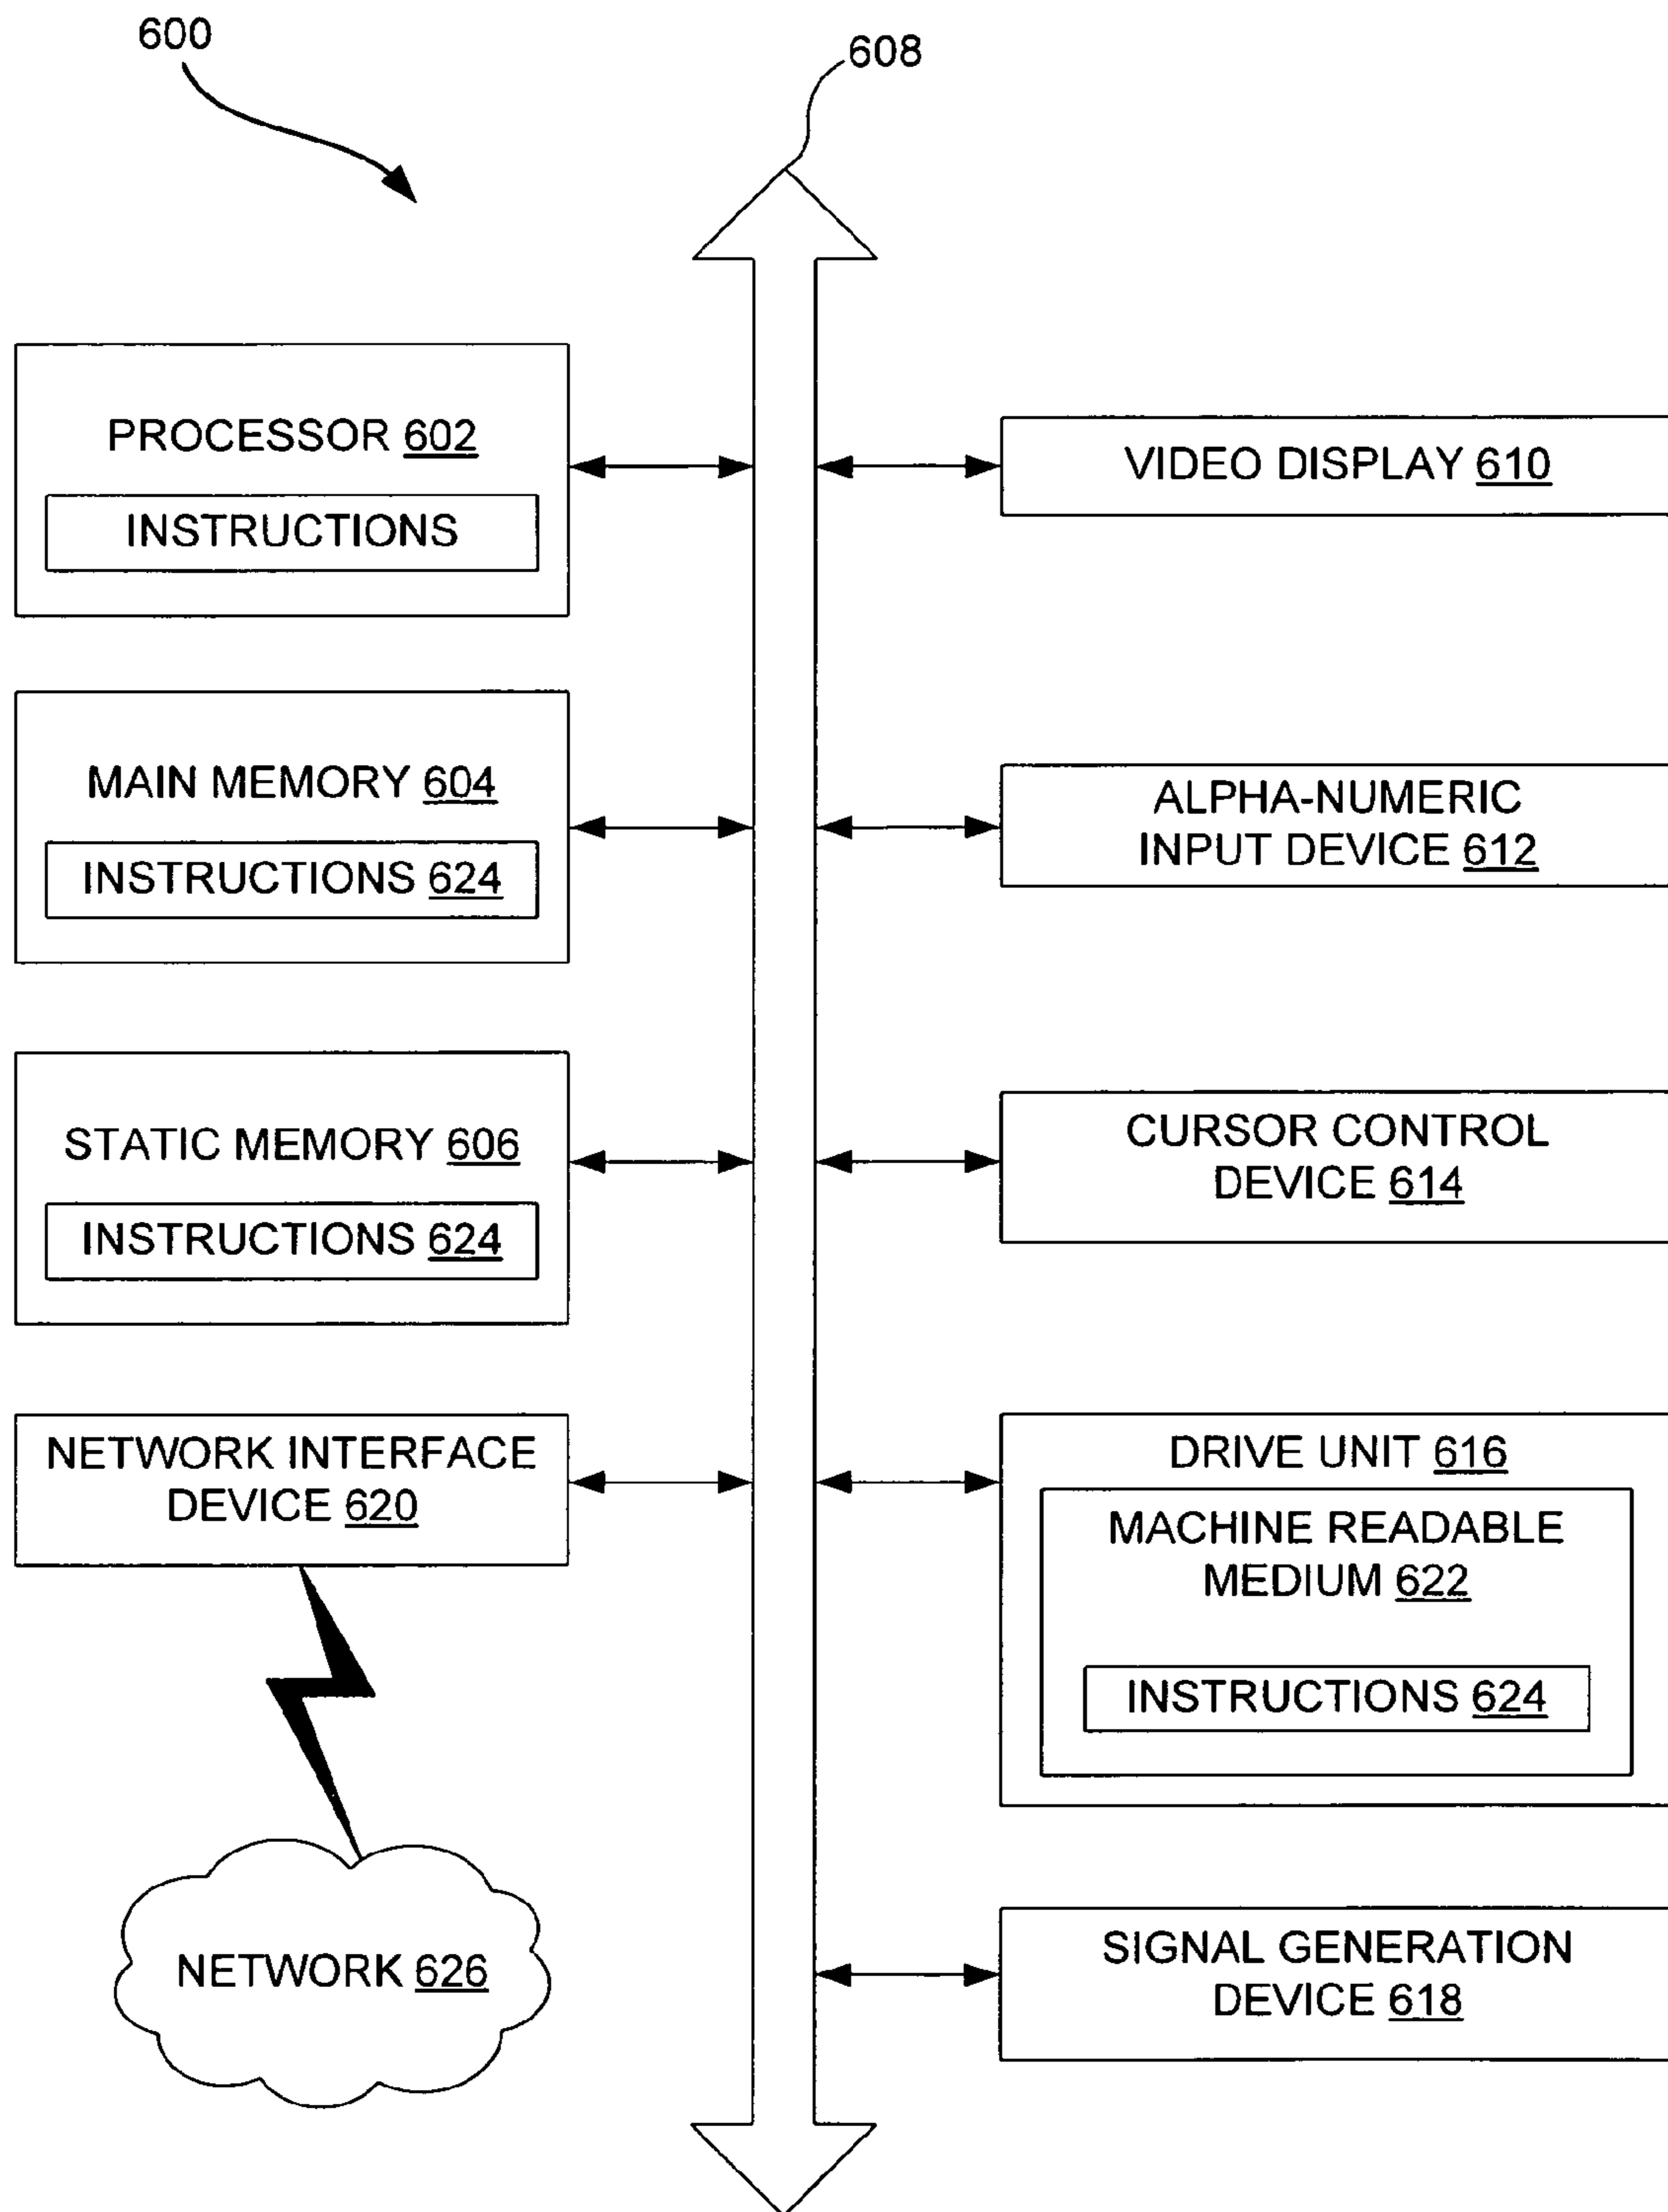 600
608
PROCESSOR 602
INSTRUCTIONS
MAIN MEMORY 604
INSTRUCTIONS 624
STATIC MEMORY 606
INSTRUCTIONS 624
NETWORK INTERFACE
DEVICE 620
NETWORK 626
VIDEO DISPLAY 610
ALPHA-NUMERIC
INPUT DEVICE 612
CURSOR CONTROL
DEVICE 614
DRIVE UNIT 616
MACHINE READABLE
MEDIUM 622
INSTRUCTIONS 624
SIGNAL GENERATION
DEVICE 618